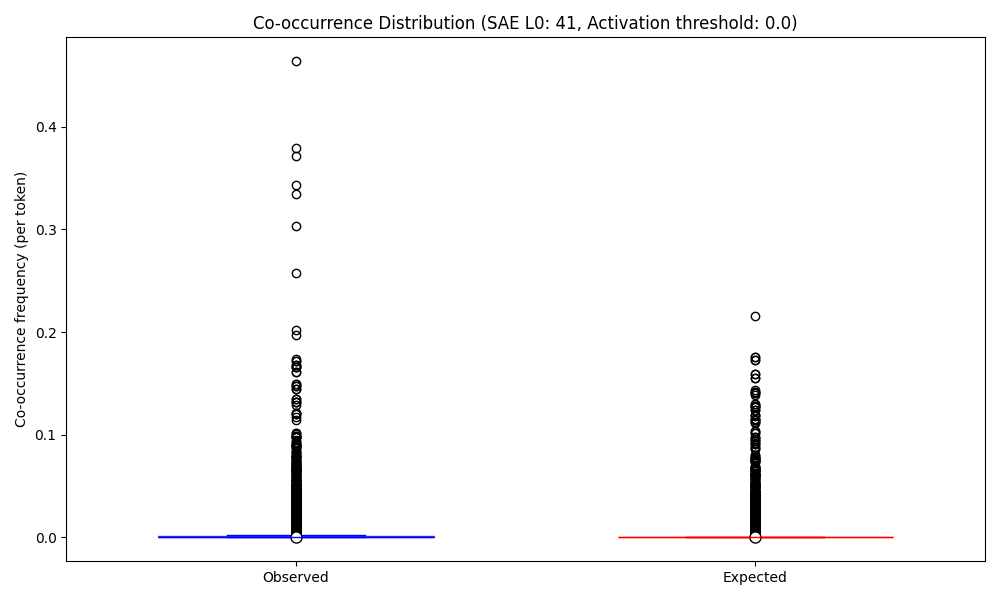 Co-occurrence Distribution (SAE L0: 41, Activation threshold: 0.0)
Co-occurrence frequency (per token)
0.4
0.3
0.2
0.1
0.0
Observed
Expected